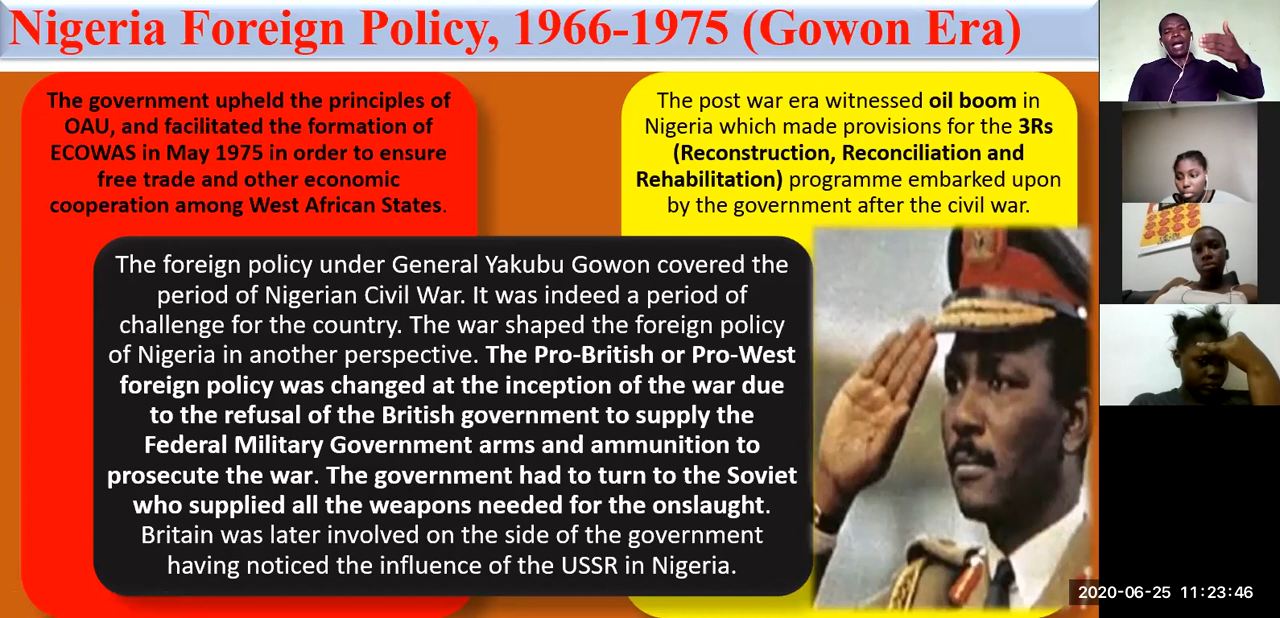 Nigeria Foreign Policy, 1966-1975 (Gowon Era)
The government upheld the principles of
OAU, and facilitated the formation of
ECOWAS in May 1975 in order to ensure
free trade and other economic
cooperation among West African States.
The post war era witnessed oil boom in
Nigeria which made provisions for the 3Rs
(Reconstruction, Reconciliation and
Rehabilitation) programme embarked upon
by the government after the civil war.
The foreign policy under General Yakubu Gowon covered the
period of Nigerian Civil War. It was indeed a period of
challenge for the country. The war shaped the foreign policy
of Nigeria in another perspective. The Pro-British or Pro-West
foreign policy was changed at the inception of the war due
to the refusal of the British government to supply the
Federal Military Government arms and ammunition to
prosecute the war. The government had to turn to the Soviet
who supplied all the weapons needed for the onslaught.
Britain was later involved on the side of the government
having noticed the influence of the USSR in Nigeria.
2020-06-25 11:23:46